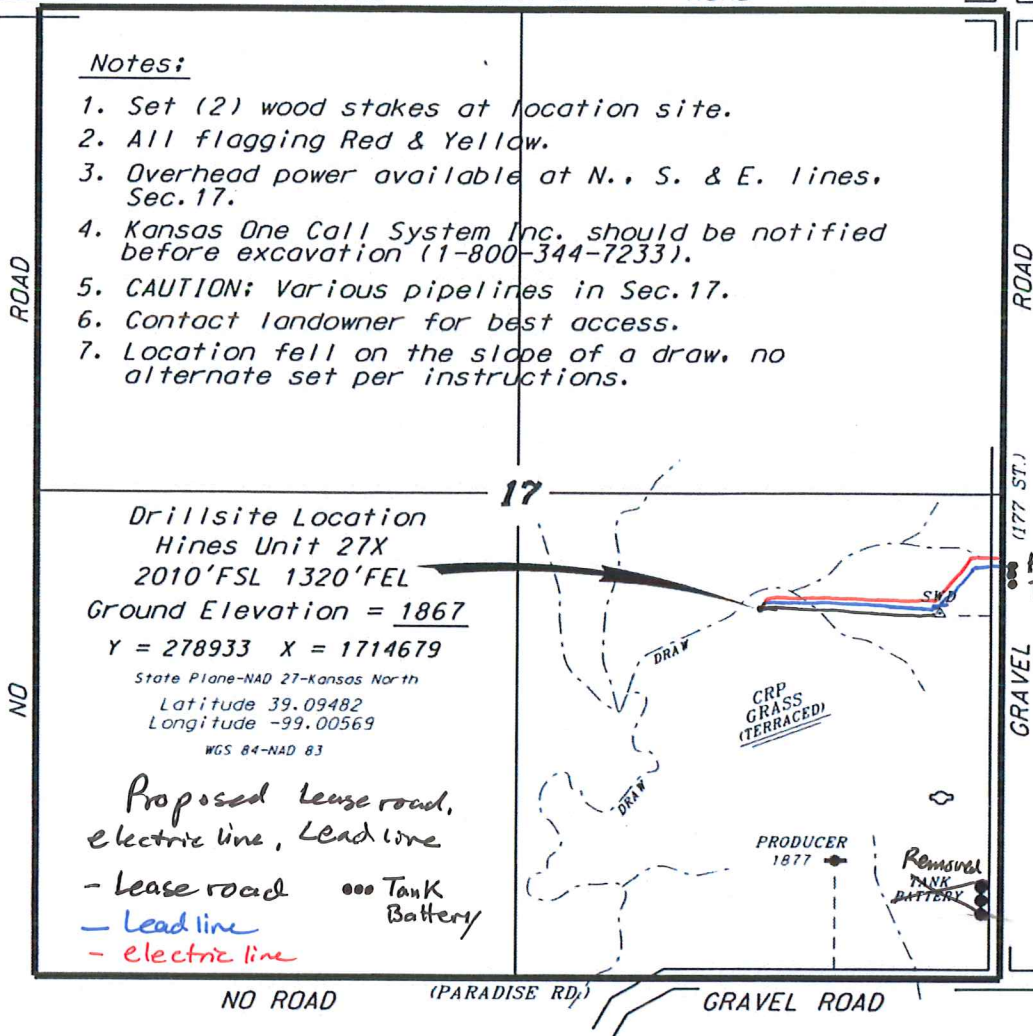 Notes:
1. Set (2) wood stakes at location site.
2. All flagging Red & Yellow.
3. Overhead power available at N., S. & E. lines,
Sec. 17.
4. Kansas One Call System Inc. should be notified
before excavation (1-800-344-7233).
5. CAUTION: Various pipelines in Sec. 17.
6. Contact landowner for best access.
7. Location fell on the slope of a draw, no
alternate set per instructions.
ROAD
NO
ROAD
(177 ST.)
GRAVEL
17
Drillsite Location
Hines Unit 27X
2010'FSL 1320'FEL
Ground Elevation = 1867
Y = 278933 X = 1714679
State Plane-NAD 27-Kansas North
Latitude 39.09482
Longitude -99.00569
WGS 84-NAD 83
SWD
DRAW
CRP
GRASS
(TERRACED)
DRAW
PRODUCER
1877
Removed
TANK
BATTERY
Proposed Lease road,
electric line, Lead line
- Lease road
Tank
Battery
- Lead line
- electric line
NO ROAD
(PARADISE RD.)
GRAVEL ROAD